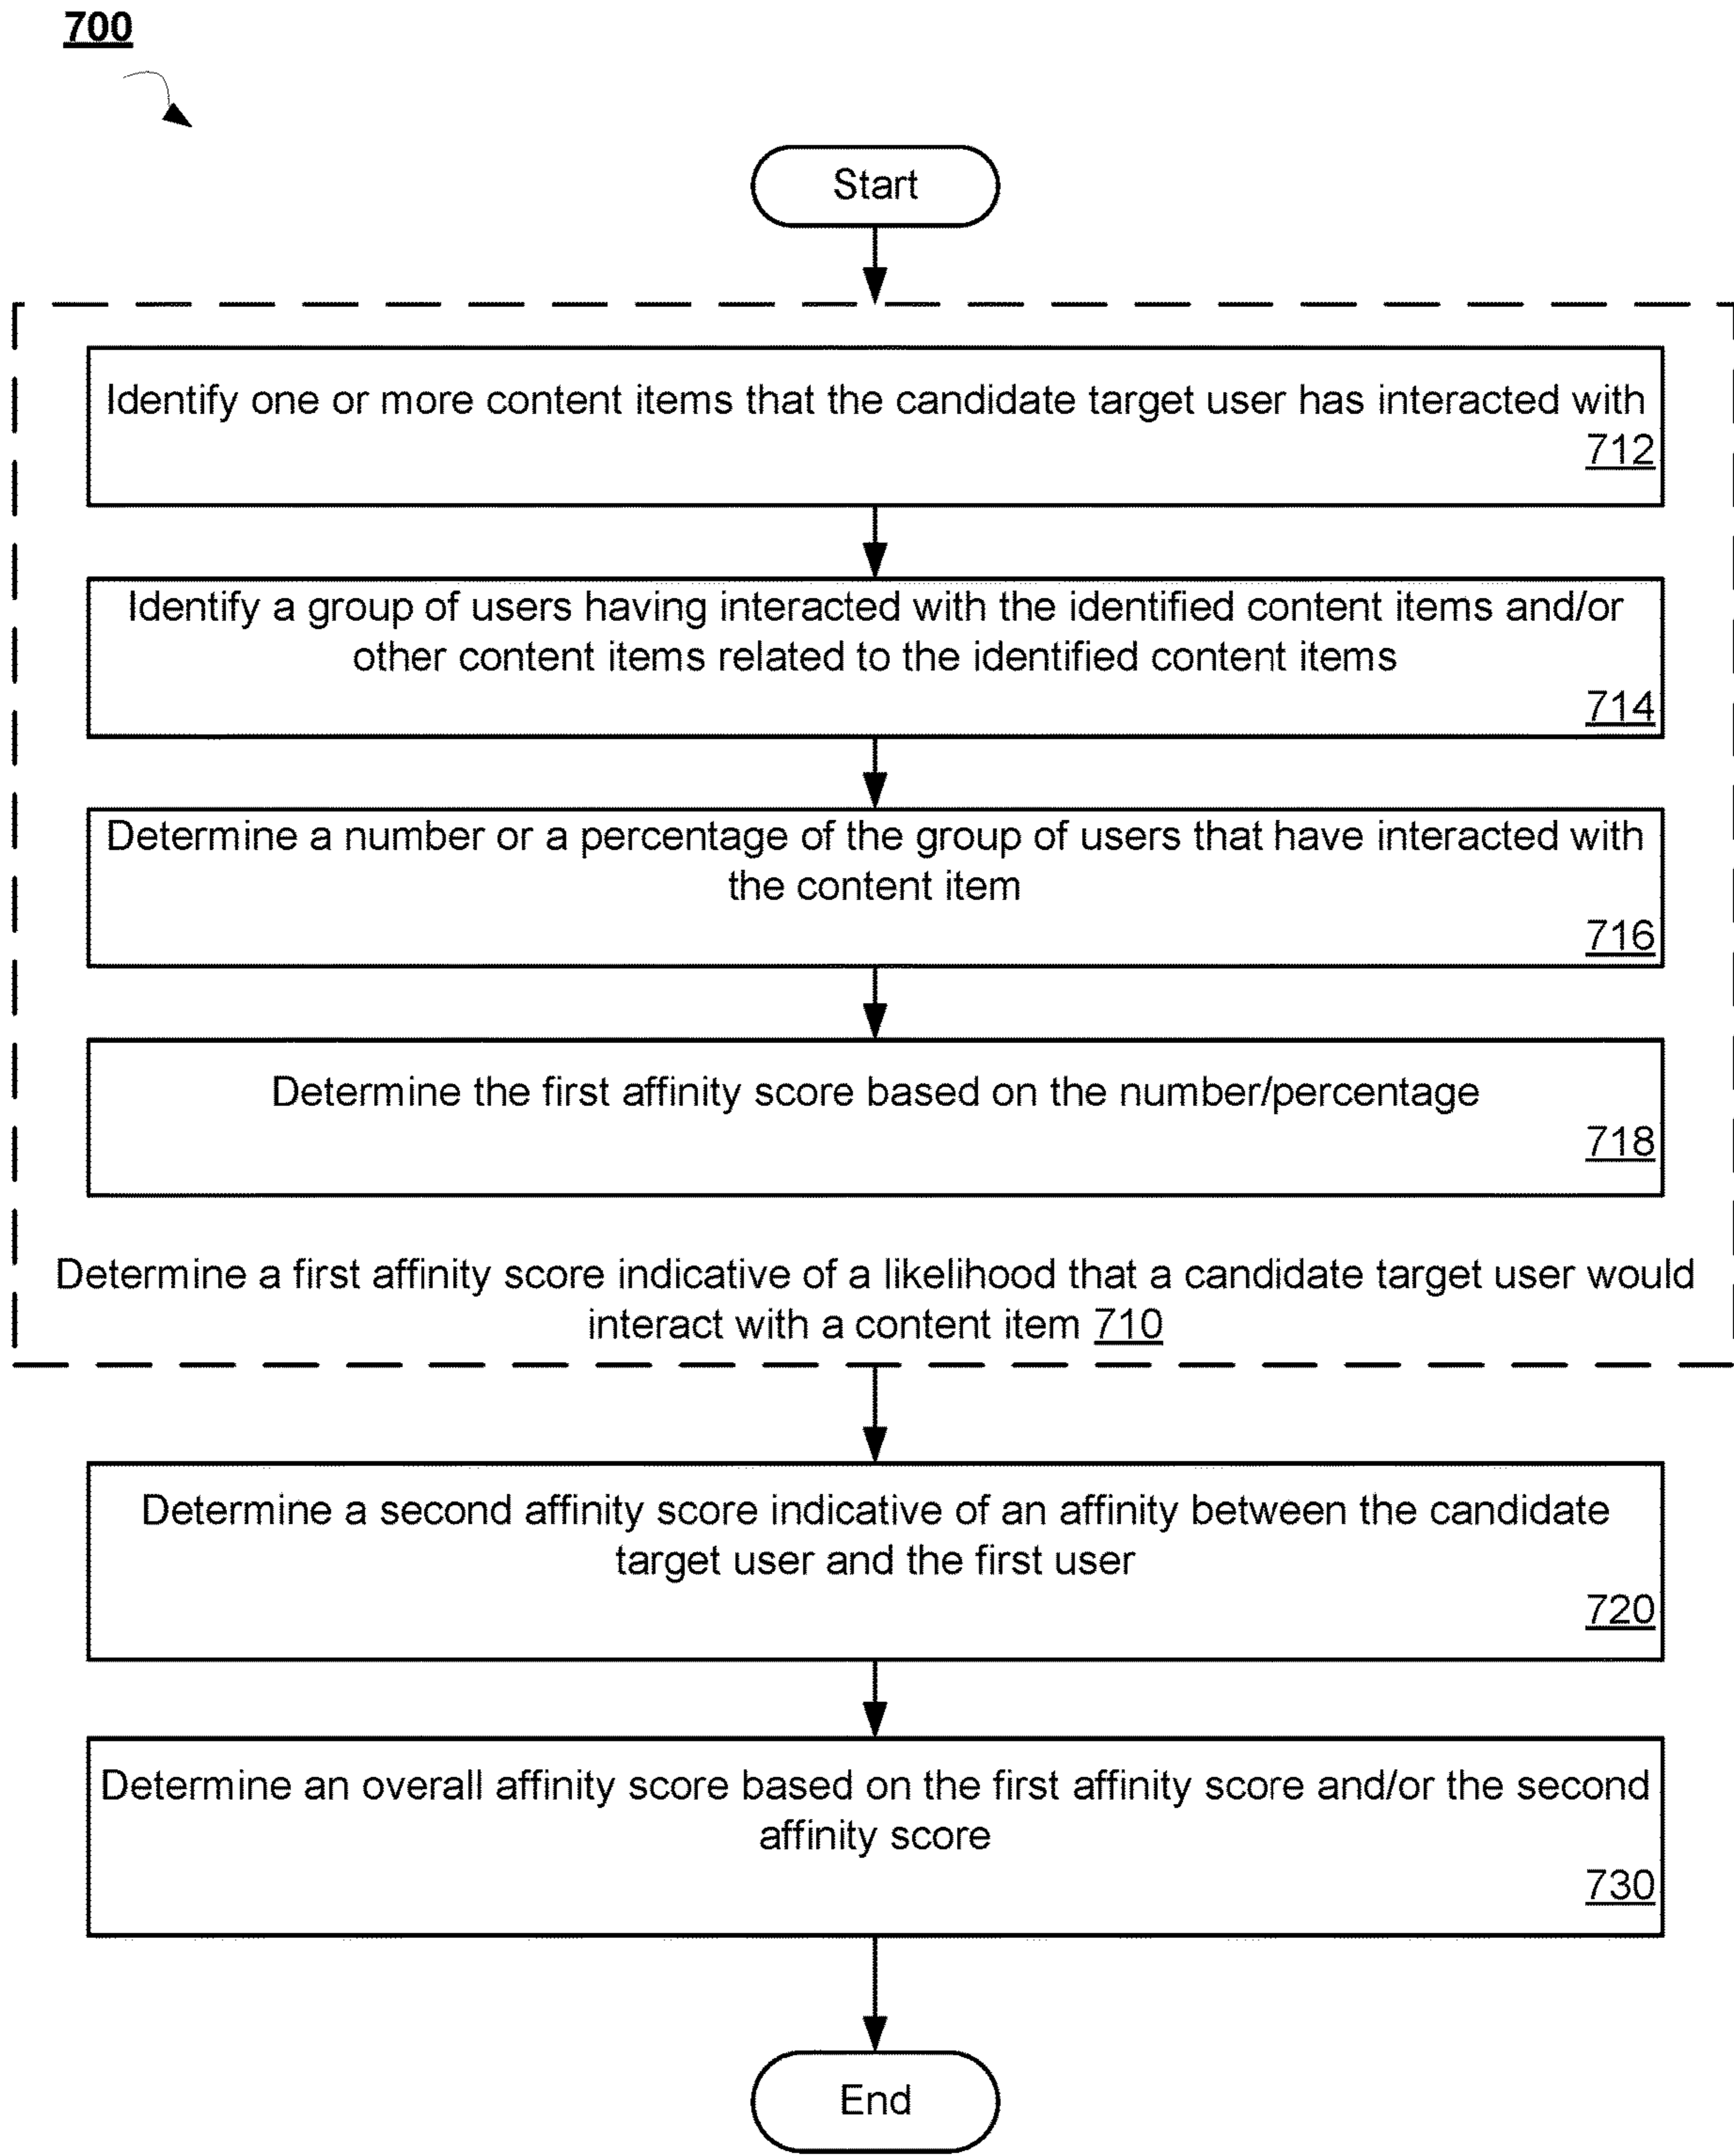 700
Start
Identify one or more content items that the candidate target user has interacted with
712
Identify a group of users having interacted with the identified content items and/or
other content items related to the identified content items
714
Determine a number or a percentage of the group of users that have interacted with
the content item
716
Determine the first affinity score based on the number/percentage
718
Determine a first affinity score indicative of a likelihood that a candidate target user would
interact with a content item 710
Determine a second affinity score indicative of an affinity between the candidate
target user and the first user
720
Determine an overall affinity score based on the first affinity score and/or the second
affinity score
730
End